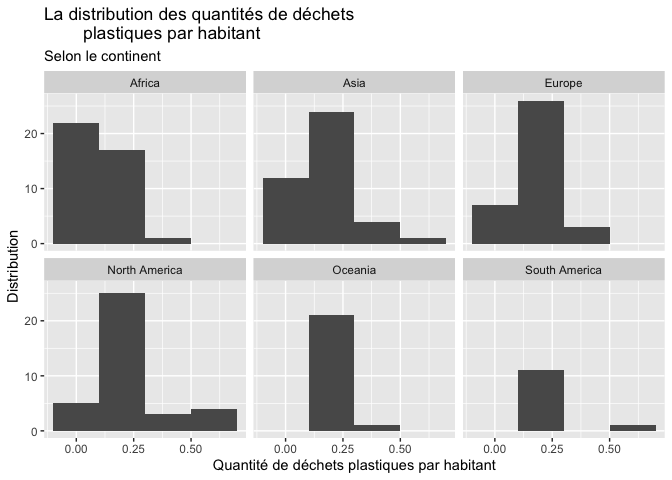 La distribution des quantités de déchets
plastiques par habitant
Selon le continent
Africa
Asia
Europe
20
10
0
North America
Oceania
South America
20
10
0
0.00
0.25
0.50
0.00
0.25
0.50
0.00
0.25
0.50
Distribution
Quantité de déchets plastiques par habitant